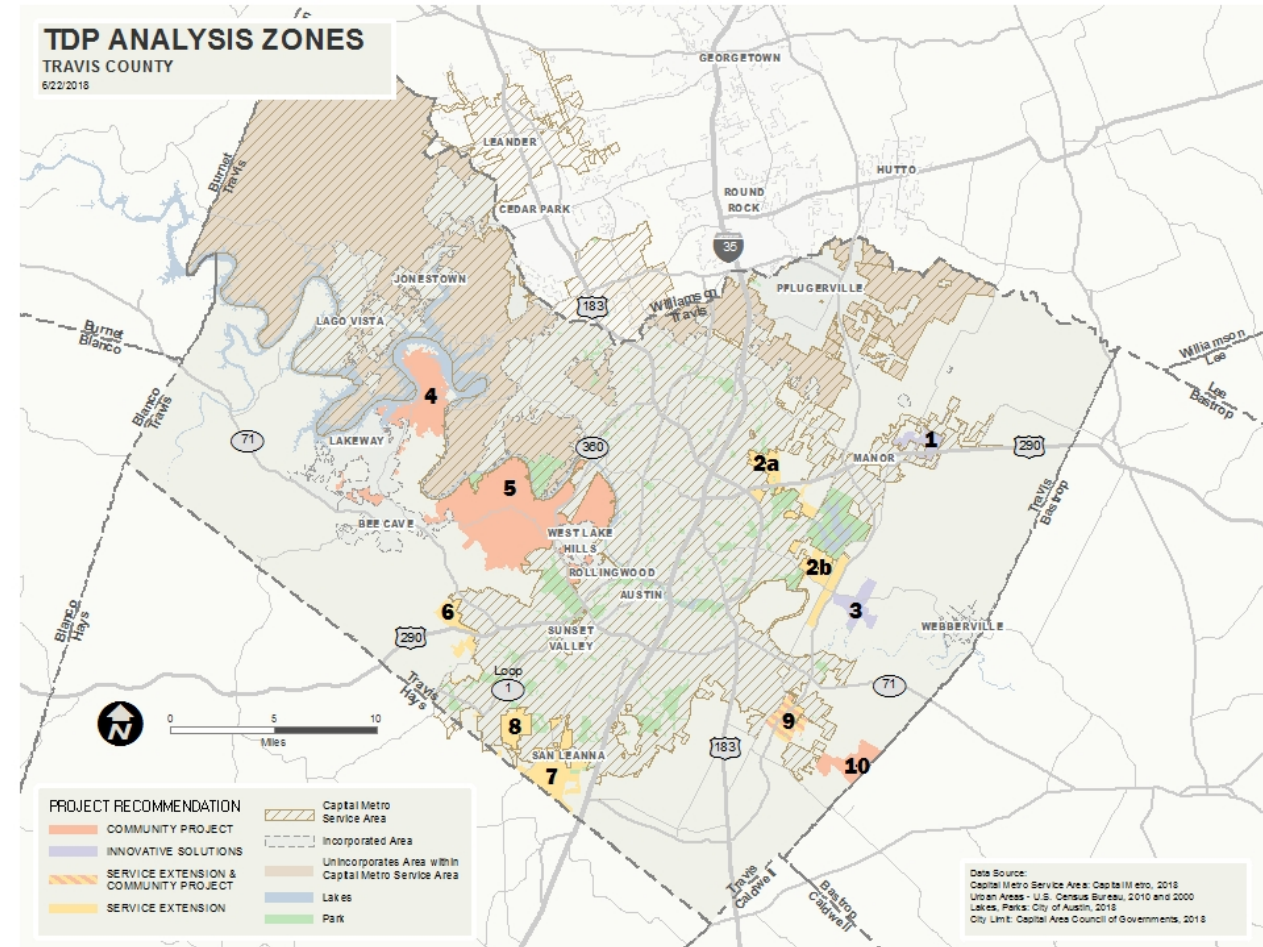 TDP ANALYSIS ZONES
TRAVIS COUNTY
6/22/2018
GEORGETOWN
LEANDER
HUTTO
ROUND
ROCK
CEDAR PARK
Burnet
Travis
35
JONESTOWN
PFLUGERVILLE
183
Williamson
Travis
LAGO VISTA
Burnet
Blanco
Williamson
Lee
Lee
Bastrop
Blanco
Travis
4
71
LAKEWAY
360
1
290
MANOR
2a
5
Travis
Bastrop
BEE CAVE
WEST LAKE
HILLS
ROLLINGWOOD
2b
AUSTIN
3
6
290
SUNSET
VALLEY
WEBBERVILLE
Blanco
Hays
Travis
Hays
Loop
1
71
N
0 5 10
Miles
8
9
SAN LEANNA
183
7
10
PROJECT RECOMMENDATION
COMMUNITY PROJECT
INNOVATIVE SOLUTIONS
SERVICE EXTENSION &
COMMUNITY PROJECT
SERVICE EXTENSION
Capital Metro
Service Area
Incorporated Area
Unincorporates Area within
Capital Metro Service Area
Lakes
Park
Travis
Caldwell
Bastrop
Caldwell
Data Source:
Capital Metro Service Area: Capital Metro, 2018
Urban Areas - U.S. Census Bureau, 2010 and 2000
Lakes, Parks: City of Austin, 2018
City Limit: Capital Area Council of Governments, 2018